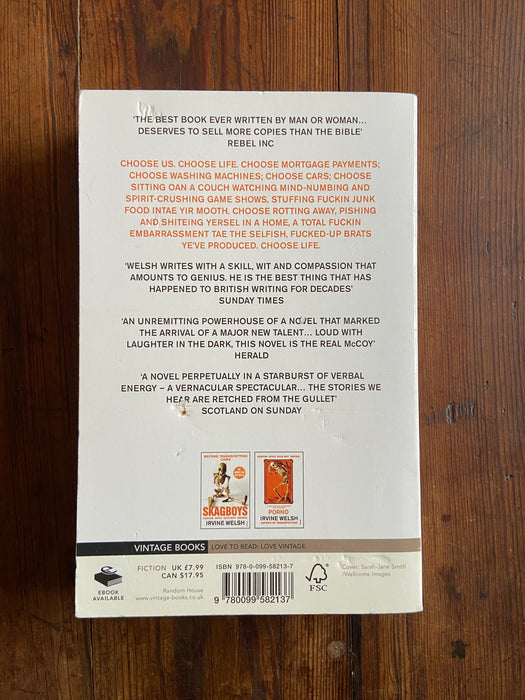 'THE BEST BOOK EVER WRITTEN BY MAN OR WOMAN...
DESERVES TO SELL MORE COPIES THAN THE BIBLE'
REBEL INC
CHOOSE US. CHOOSE LIFE. CHOOSE MORTGAGE PAYMENTS;
CHOOSE WASHING MACHINES; CHOOSE CARS; CHOOSE
SITTING OAN A COUCH WATCHING MIND-NUMBING AND
SPIRIT-CRUSHING GAME SHOWS, STUFFING FUCKIN JUNK
FOOD INTAE YIR MOOTH. CHOOSE ROTTING AWAY, PISHING
AND SHITEING YERSEL IN A HOME, A TOTAL FUCKIN
EMBARRASSMENT TAE THE SELFISH, FUCKED-UP BRATS
YE'VE PRODUCED. CHOOSE LIFE.
'WELSH WRITES WITH A SKILL, WIT AND COMPASSION THAT
AMOUNTS TO GENIUS. HE IS THE BEST THING THAT HAS
HAPPENED TO BRITISH WRITING FOR DECADES'
SUNDAY TIMES
'AN UNREMITTING POWERHOUSE OF A NOVEL THAT MARKED
THE ARRIVAL OF A MAJOR NEW TALENT... LOUD WITH
LAUGHTER IN THE DARK, THIS NOVEL IS THE REAL McCOY'
HERALD
'A NOVEL PERPETUALLY IN A STARBURST OF VERBAL
ENERGY – A VERNACULAR SPECTACULAR... THE STORIES WE
HEAR ARE RETCHED FROM THE GULLET'
SCOTLAND ON SUNDAY
BEFORE TRAINSPOTTING
CAME
SKAGBOYS
IRVINE WELSH
PORNO
IRVINE WELSH
AUTHOR OF TRAINSPOTTING
VINTAGE BOOKS LOVE TO READ: LOVE VINTAGE
EBOOK
AVAILABLE
FICTION UK £7.99
CAN $17.95
Random House
www.vintage-books.co.uk
ISBN 978-0-099-58213-7
9 780099 582137
FSC
Cover: Sarah-Jane Smith
/Wellcome Images